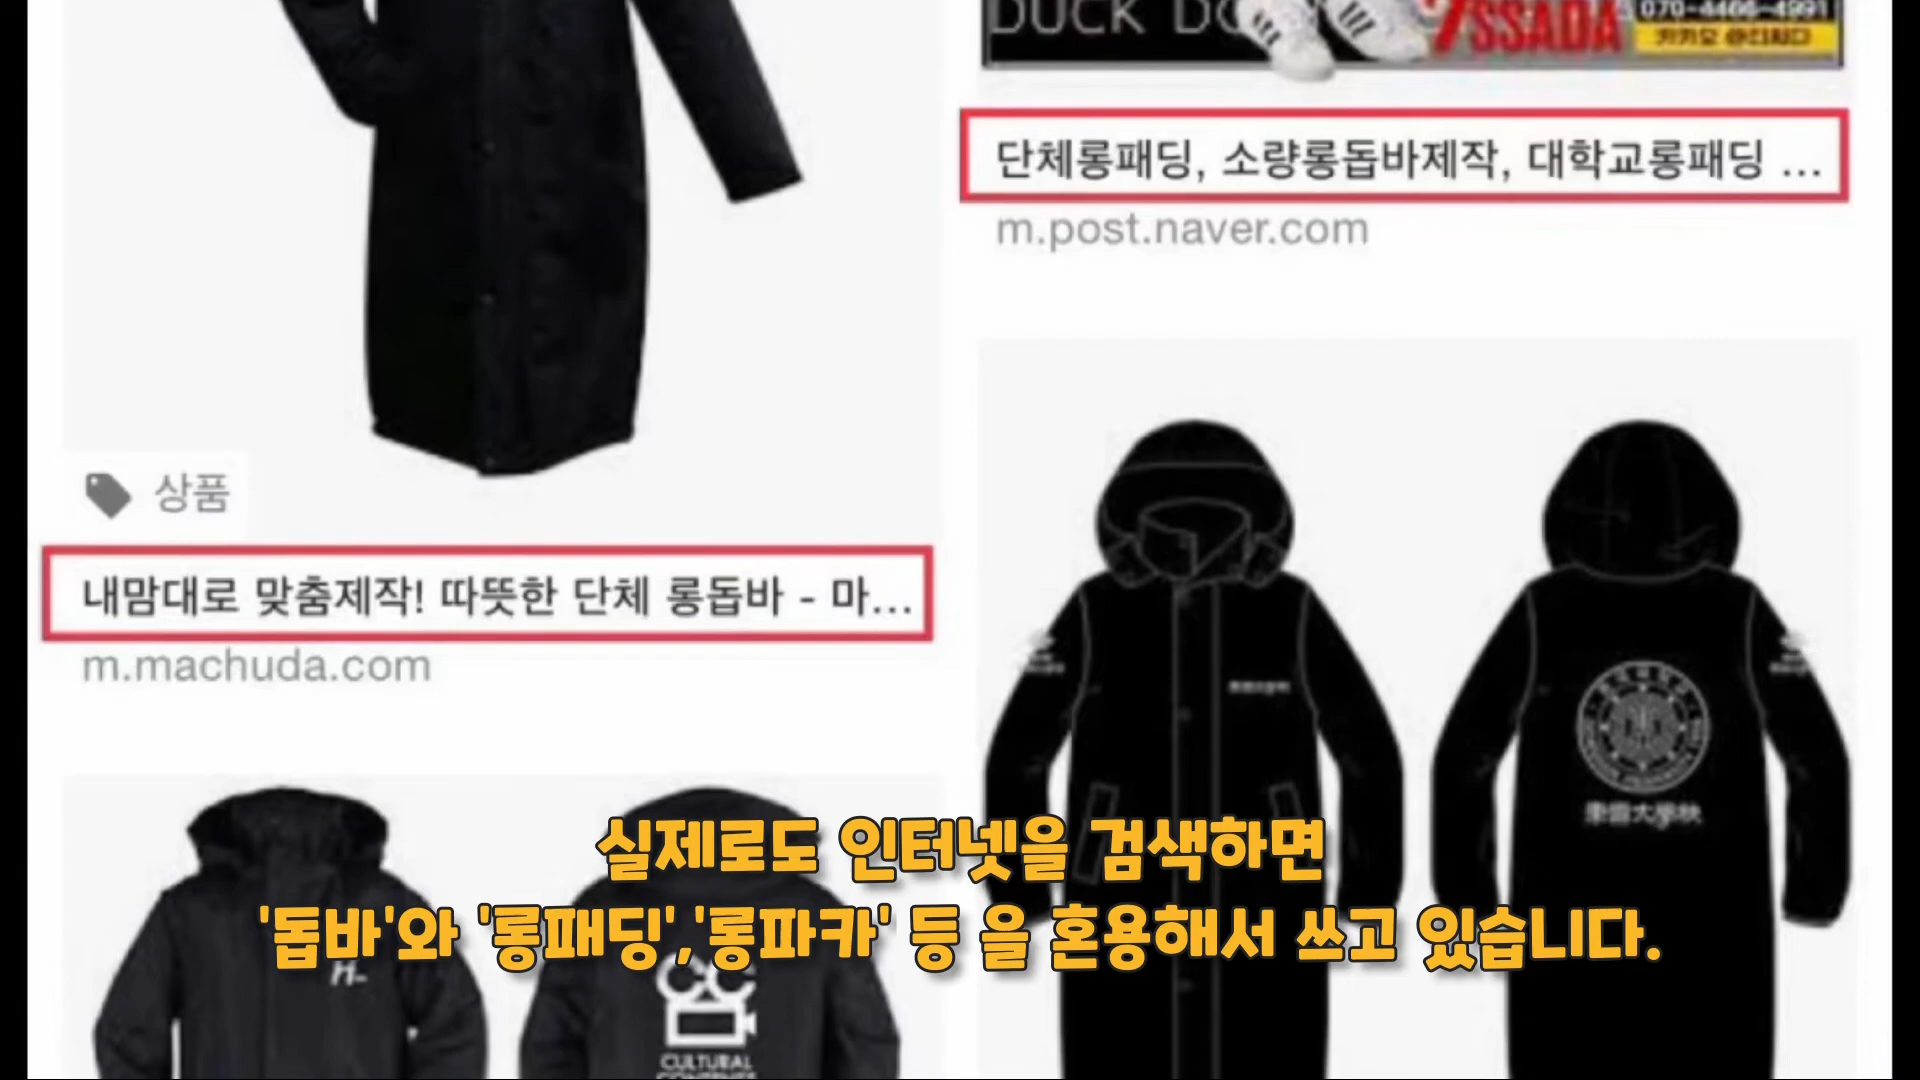 DUCK
SSADA
070-4466-4991
단체롱패딩, 소량롱돕바제작, 대학교롱패딩 ...
m.post.naver.com
상품
내맘대로 맞춤제작! 따뜻한 단체 롱돕바 - 마...
m.machuda.com
실제로도 인터넷을 검색하면
'돕바'와 '롱패딩','롱파카' 등 을 혼용해서 쓰고 있습니다.
H-
CC
CULTURAL